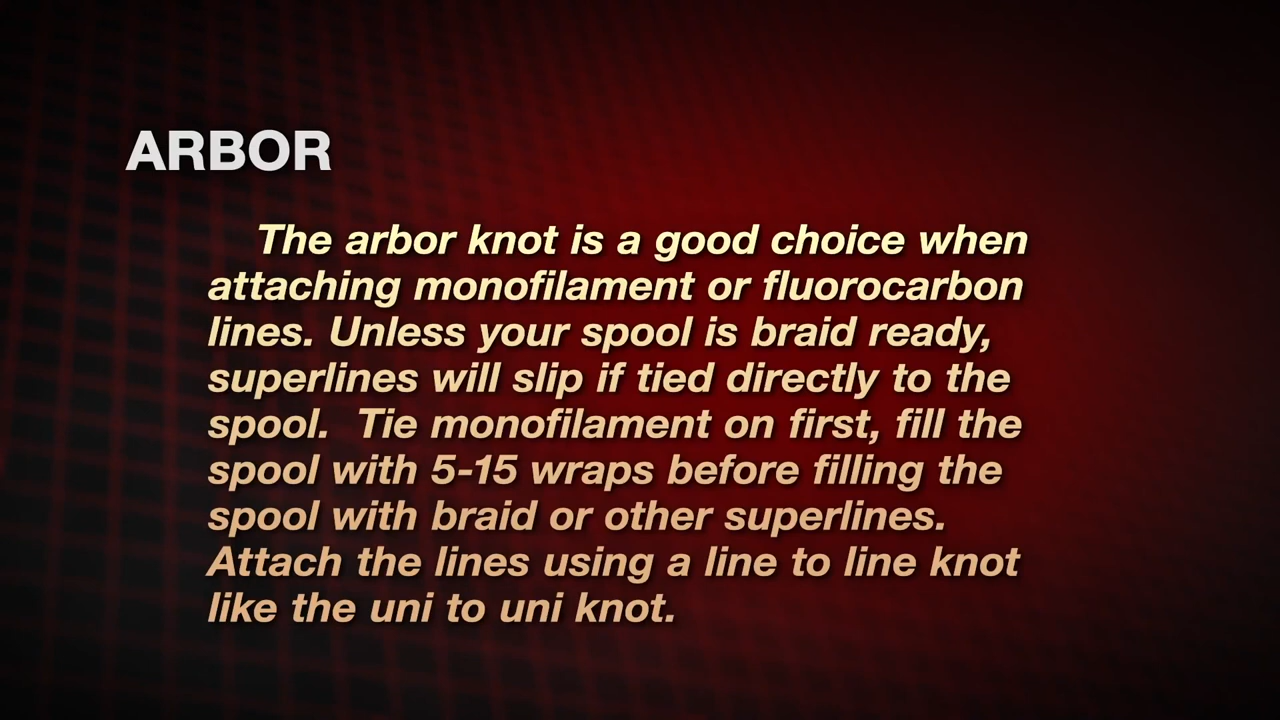 ARBOR
The arbor knot is a good choice when
attaching monofilament or fluorocarbon
lines. Unless your spool is braid ready,
superlines will slip if tied directly to the
spool.  Tie monofilament on first, fill the
spool with 5-15 wraps before filling the
spool with braid or other superlines.
Attach the lines using a line to line knot
like the uni to uni knot.